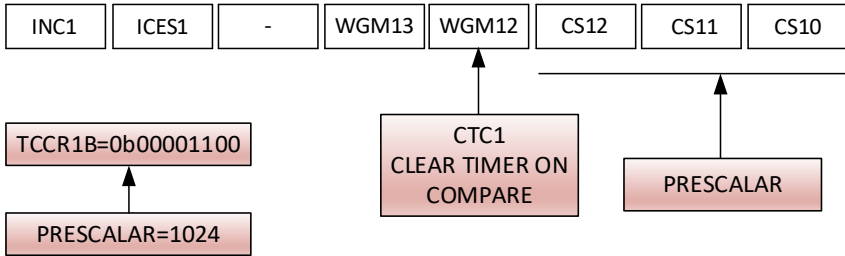 INC1 ICES1 - WGM13 WGM12 CS12 CS11 CS10
TCCR1B=0b00001100
PRESCALAR=1024
CTC1
CLEAR TIMER ON
COMPARE
PRESCALAR